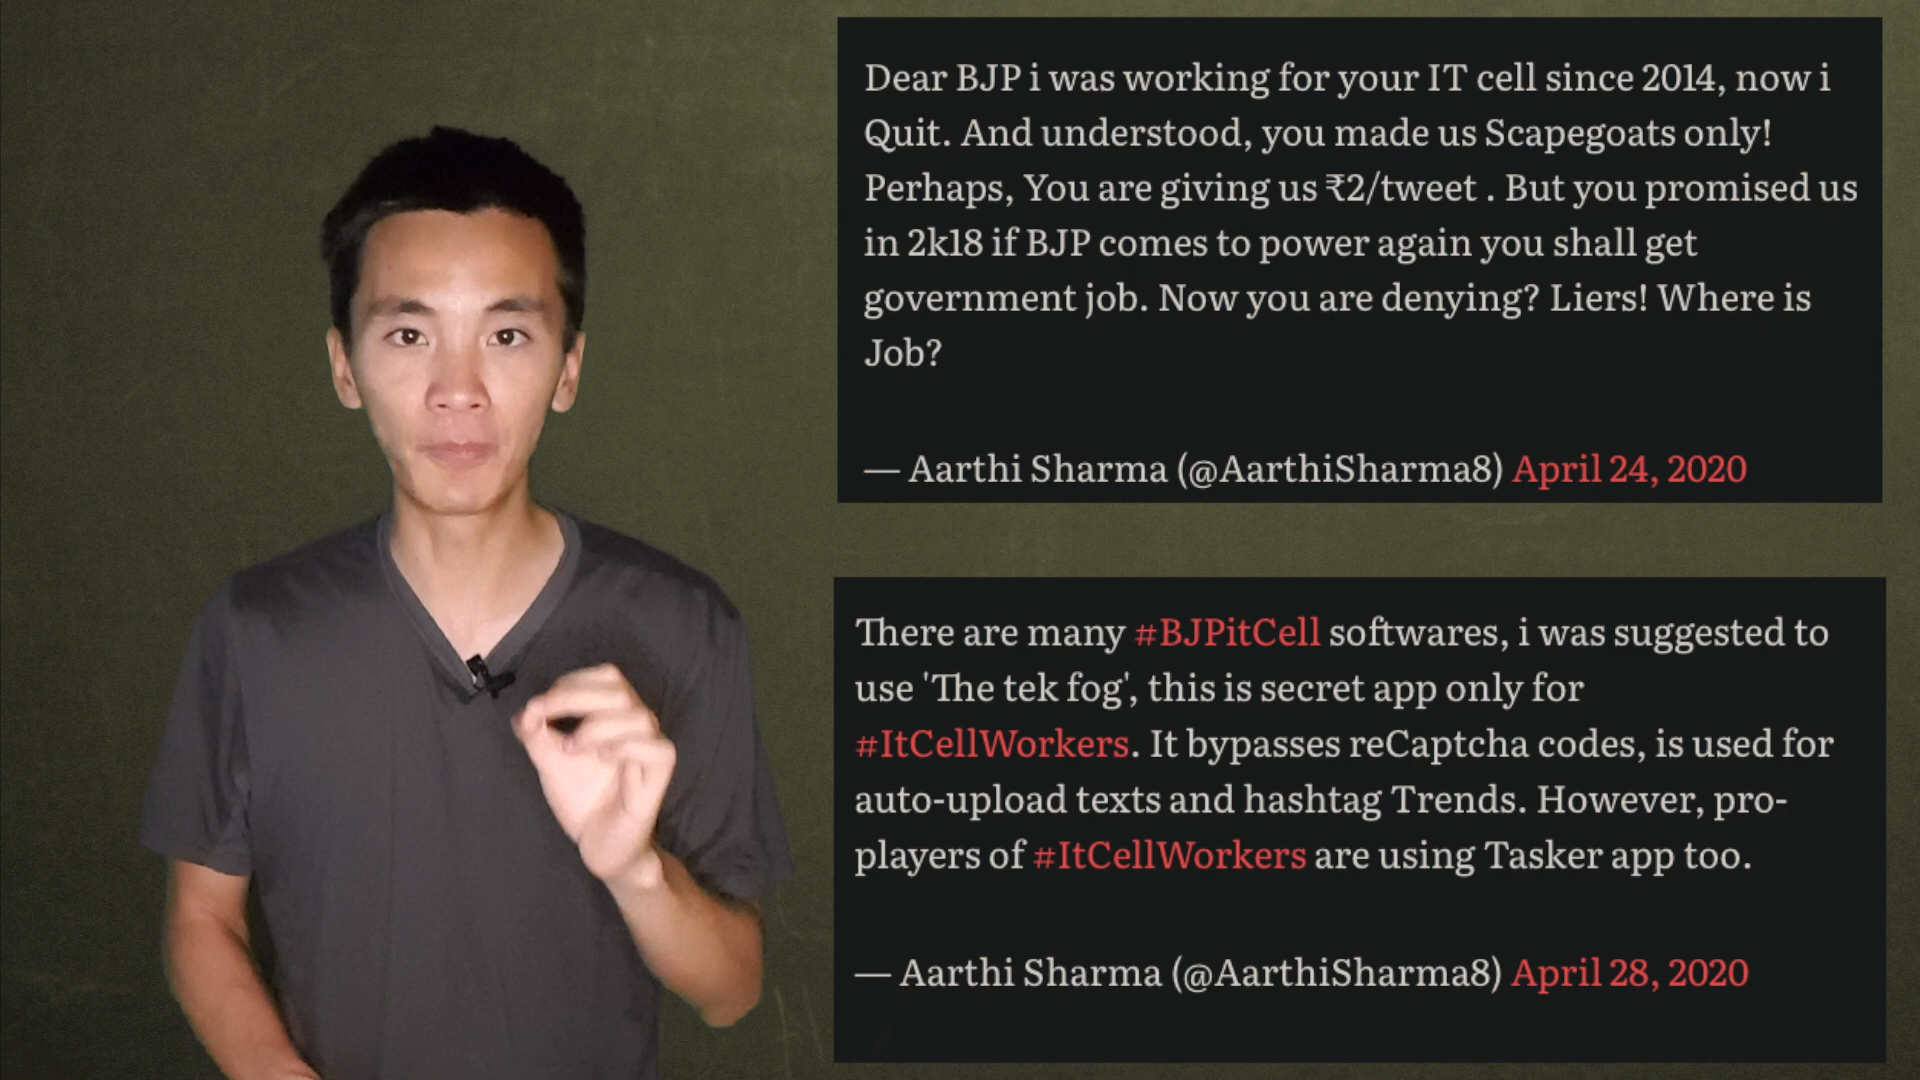 Dear BJP i was working for your IT cell since 2014, now i
Quit. And understood, you made us Scapegoats only!
Perhaps, You are giving us ₹2/tweet . But you promised us
in 2k18 if BJP comes to power again you shall get
government job. Now you are denying? Liers! Where is
Job?
— Aarthi Sharma (@AarthiSharma8) April 24, 2020
There are many #BJPitCell softwares, i was suggested to
use 'The tek fog', this is secret app only for
#ItCellWorkers. It bypasses reCaptcha codes, is used for
auto-upload texts and hashtag Trends. However, pro-
players of #ItCellWorkers are using Tasker app too.
— Aarthi Sharma (@AarthiSharma8) April 28, 2020